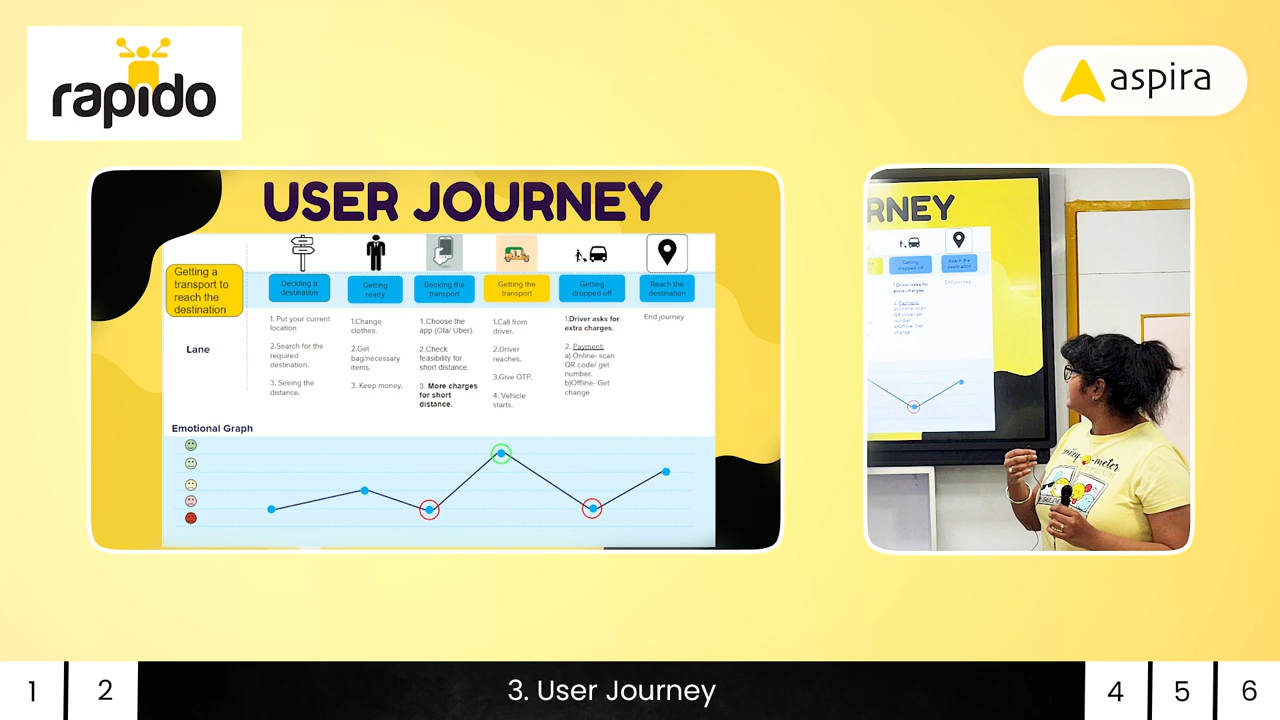 rapido
aspira
USER JOURNEY
Getting a
transport to
reach the
destination
Deciding a
destination
Getting
ready
Booking the
transport
Getting the
transport
Getting
dropped off
Reach the
destination
Lane
1. Put your current
location
2.Search for the
required
destination.
3. Seeing the
distance.
1.Change
clothes.
2.Get
bag/necessary
items.
3. Keep money.
1. Choose the
app (Ola/ Uber).
2.Check
feasibility for
short distance.
3. More charges
for short
distance.
1.Call from
driver.
2.Driver
reaches.
3.Give OTP.
4. Vehicle
starts.
1.Driver asks for
extra charges.
2. Payment:
a) Online- scan
QR code/ get
number.
b)Offline- Get
change
End journey
Emotional Graph
RNEY
Getting
dropped off
Reach the
destination
1.Driver asks for
extra charges.
End journey
2. Payment:
a) Online- scan
QR code/ get
number.
b)Offline- Get
change
meter
1
2
3. User Journey
4
5
6